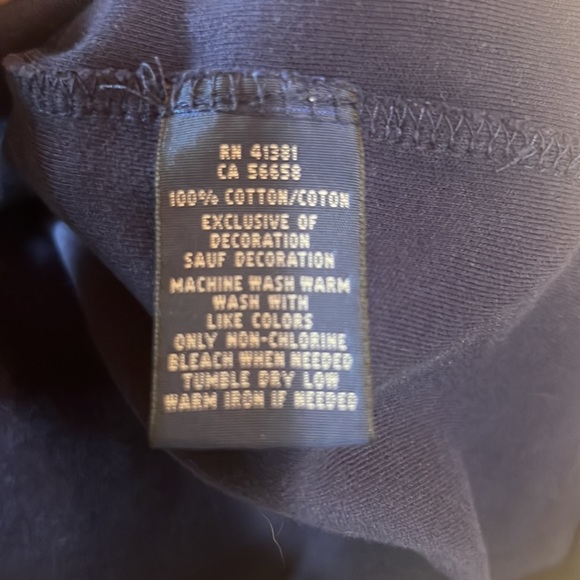 RN 41381
CA 56658
100% COTTON/COTON
EXCLUSIVE OF
DECORATION
SAUF DECORATION
MACHINE WASH WARM
WASH WITH
LIKE COLORS
ONLY NON-CHLORINE
BLEACH WHEN NEEDED
TUMBLE DRY LOW
WARM IRON IF NEEDED